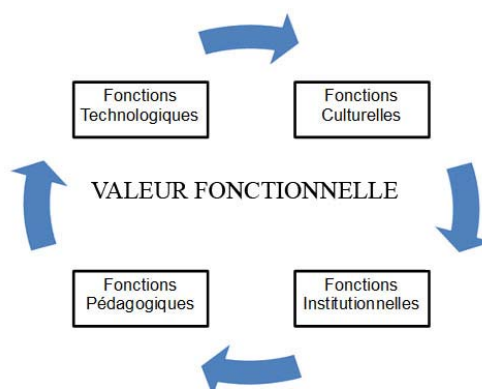 Fonctions
Technologiques
Fonctions
Culturelles
VALEUR FONCTIONNELLE
Fonctions
Pédagogiques
Fonctions
Institutionnelles